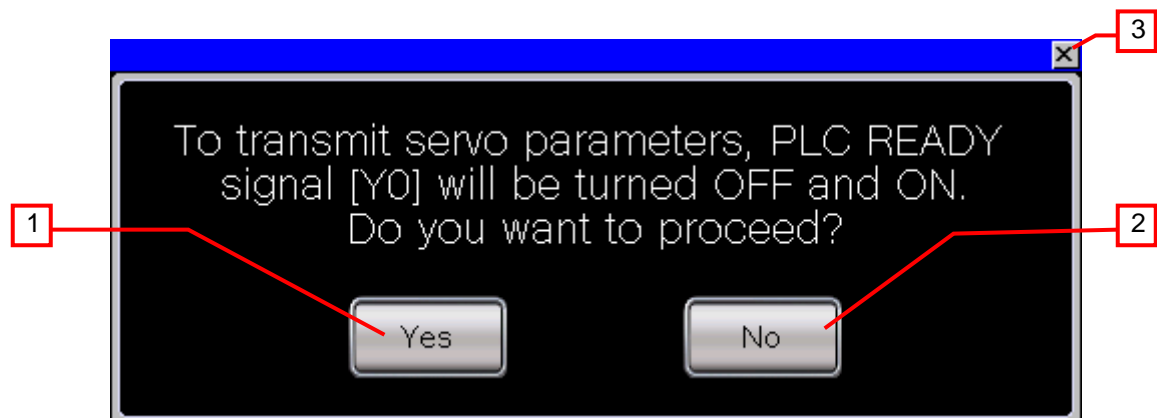 3
To transmit servo parameters, PLC READY
signal [Y0] will be turned OFF and ON.
Do you want to proceed?
1
2
Yes
No